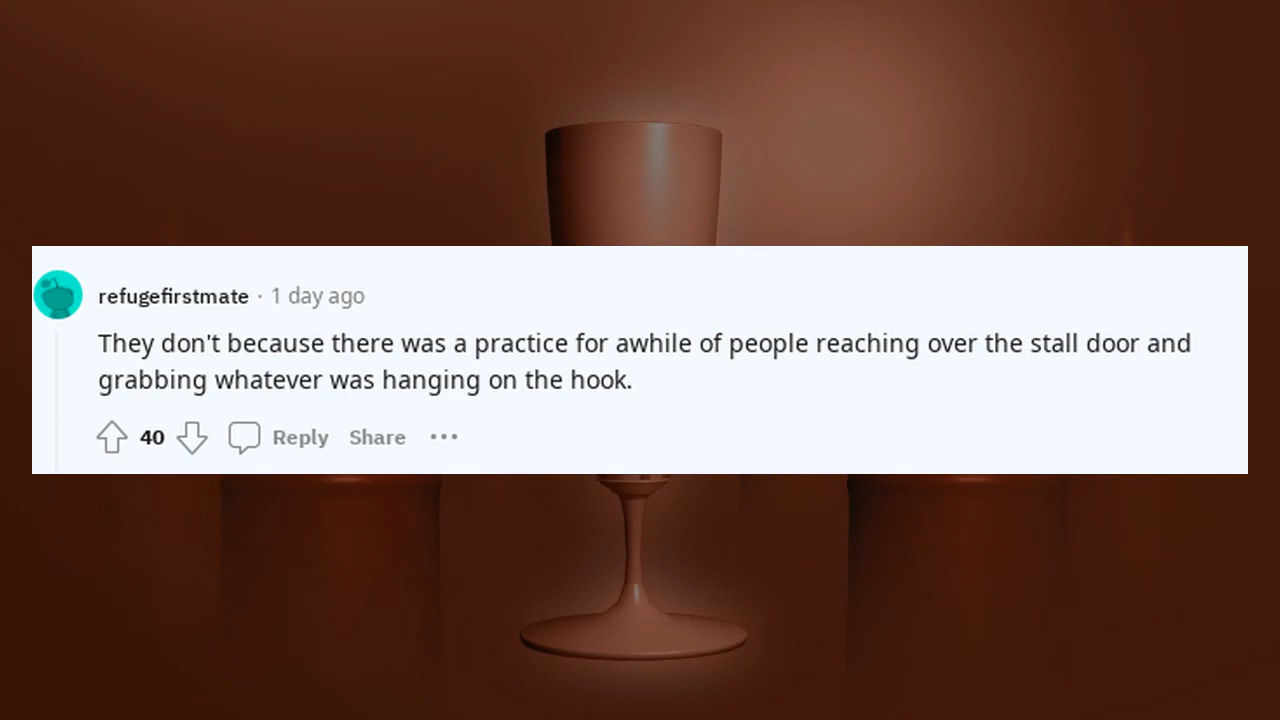 refugefirstmate · 1 day ago
They don't because there was a practice for awhile of people reaching over the stall door and
grabbing whatever was hanging on the hook.
40 Reply Share ···